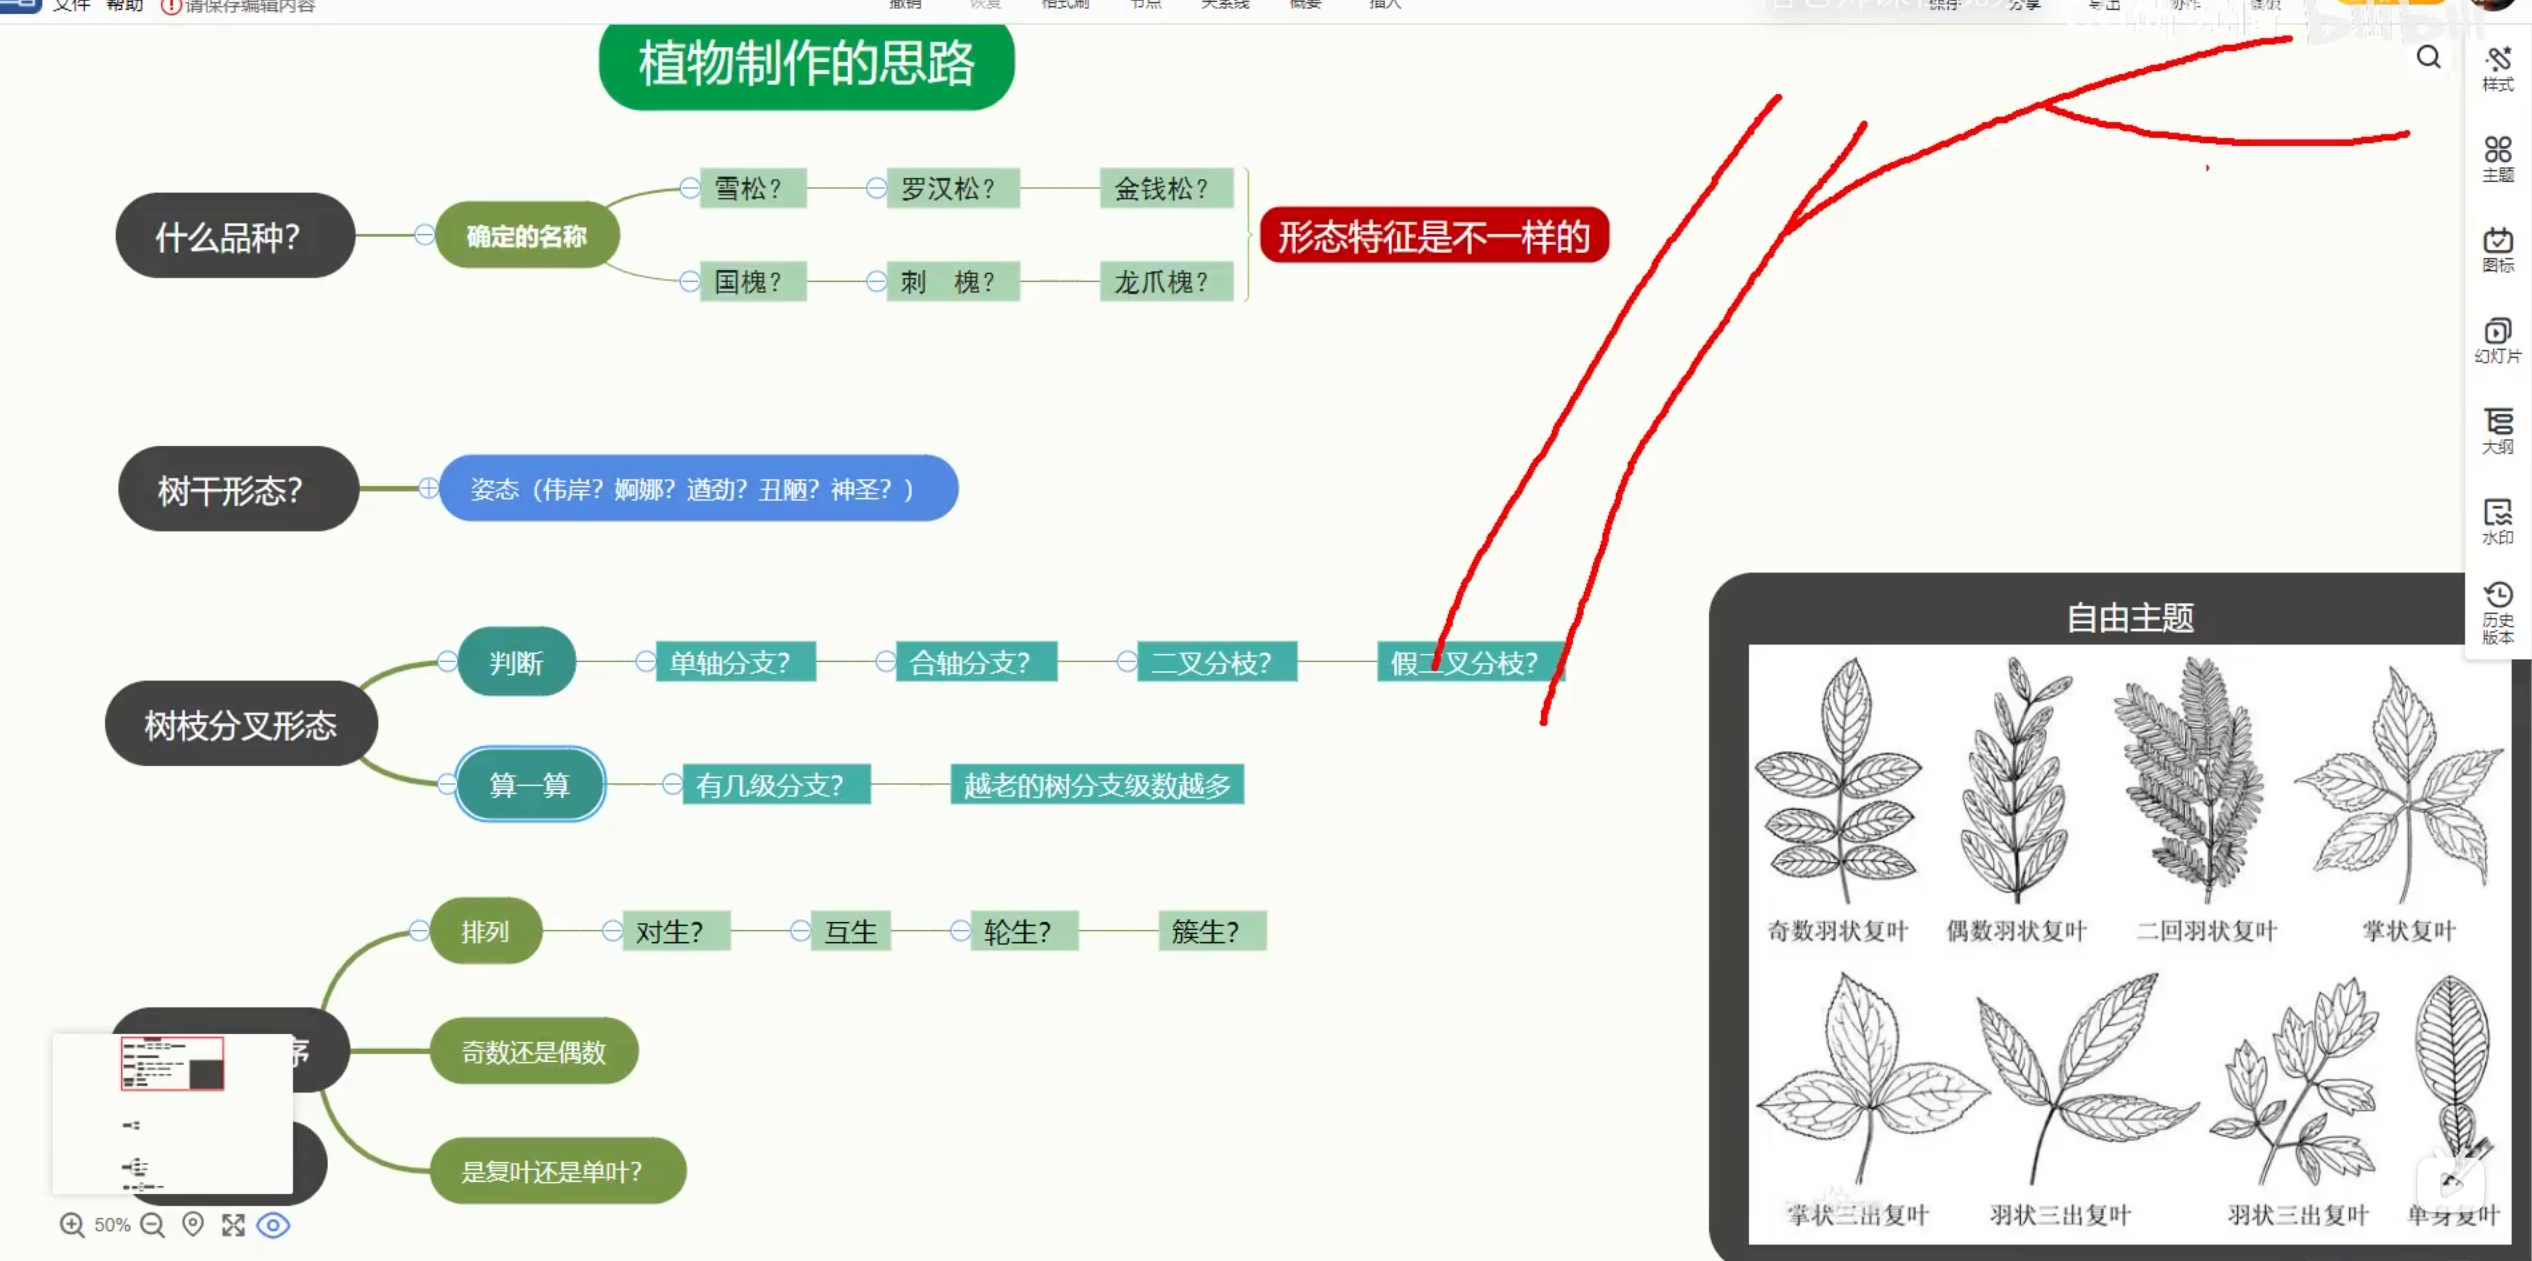 文件 帮助 请保存编辑内容 撤销 恢复 格式刷 节点 关系线 概要 插入 保存 分享 导出 协作
bilibili
植物制作的思路
样式
主题
图标
幻灯片
大纲
水印
历史
版本
什么品种？
确定的名称
雪松？ 罗汉松？ 金钱松？
国槐？ 刺 槐？ 龙爪槐？
形态特征是不一样的
树干形态？
姿态（伟岸？婀娜？遒劲？丑陋？神圣？）
树枝分叉形态
判断 单轴分支？ 合轴分支？ 二叉分枝？ 假二叉分枝？
算一算 有几级分支？ 越老的树分支级数越多
序
排列 对生？ 互生 轮生？ 簇生？
奇数还是偶数
是复叶还是单叶？
自由主题
奇数羽状复叶 偶数羽状复叶 二回羽状复叶 掌状复叶
掌状三出复叶 羽状三出复叶 羽状三出复叶 单身复叶
50%